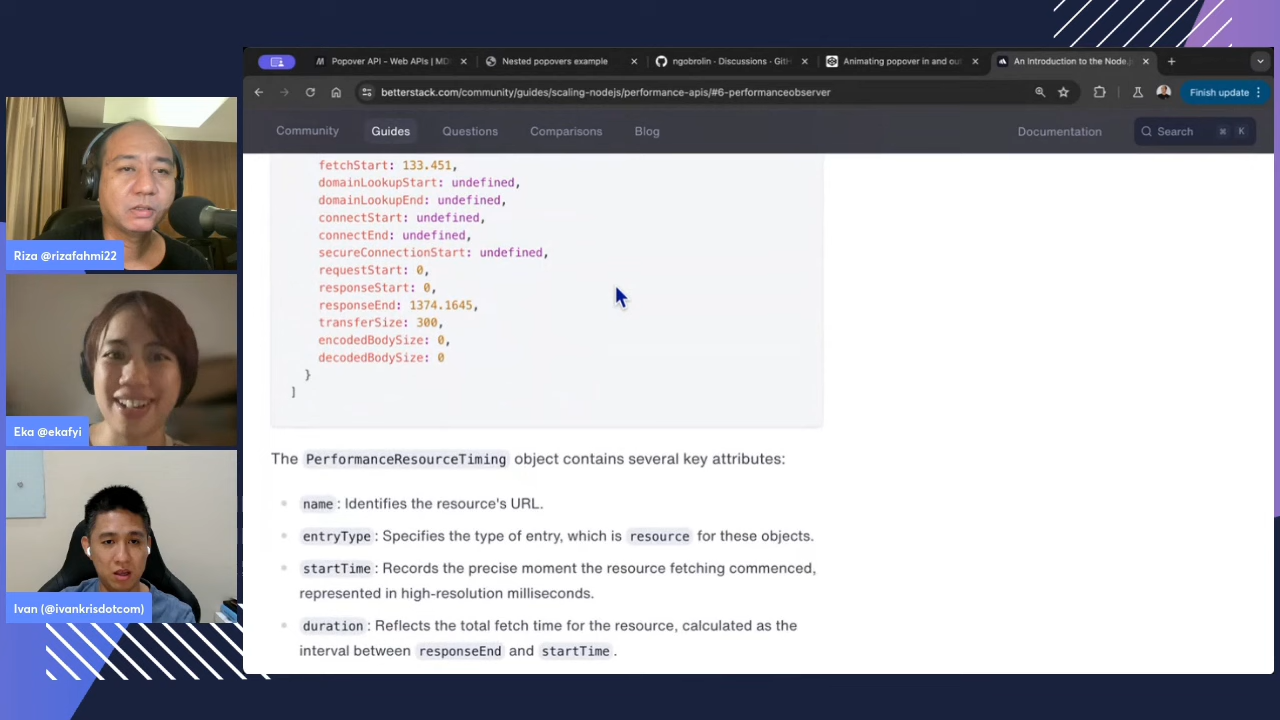 Popover API - Web APIs | MD
Nested popovers example
ngobrolin · Discussions · GitH
Animating popover in and out
An Introduction to the Node.js
betterstack.com/community/guides/scaling-nodejs/performance-apis/#6-performanceobserver
Finish update
Community
Guides
Questions
Comparisons
Blog
Documentation
Search
⌘
K
fetchStart: 133.451,
domainLookupStart: undefined,
domainLookupEnd: undefined,
connectStart: undefined,
connectEnd: undefined,
secureConnectionStart: undefined,
requestStart: 0,
responseStart: 0,
responseEnd: 1374.1645,
transferSize: 300,
encodedBodySize: 0,
decodedBodySize: 0
}
]
The PerformanceResourceTiming object contains several key attributes:
name: Identifies the resource's URL.
entryType: Specifies the type of entry, which is resource for these objects.
startTime: Records the precise moment the resource fetching commenced,
represented in high-resolution milliseconds.
duration: Reflects the total fetch time for the resource, calculated as the
interval between responseEnd and startTime.
Riza @rizafahmi22
Eka @ekafyi
Ivan (@ivankrisdotcom)